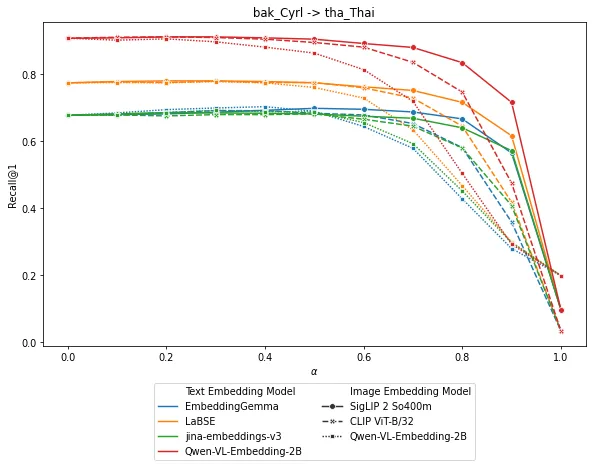 bak_Cyrl -> tha_Thai
Recall@1
0.8
0.6
0.4
0.2
0.0
0.0 0.2 0.4 0.6 0.8 1.0
α
Text Embedding Model Image Embedding Model
EmbeddingGemma SigLIP 2 So400m
LaBSE CLIP ViT-B/32
jina-embeddings-v3 Qwen-VL-Embedding-2B
Qwen-VL-Embedding-2B